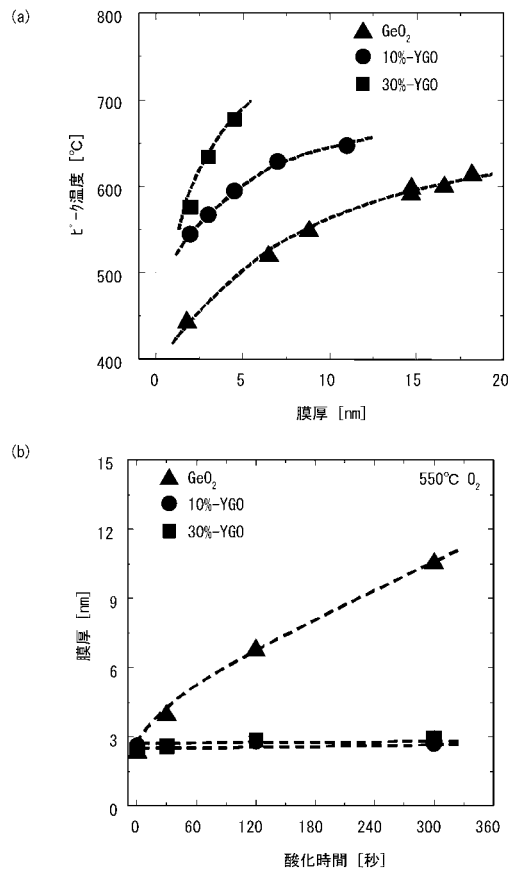 (a)
800
700
600
500
400
ﾋﾟｰｸ温度 [℃]
▲ GeO₂
● 10%-YGO
■ 30%-YGO
0 5 10 15 20
膜厚 [nm]
(b)
15
12
9
6
3
0
膜厚 [nm]
▲ GeO₂
● 10%-YGO
■ 30%-YGO
550℃ O₂
0 60 120 180 240 300 360
酸化時間 [秒]